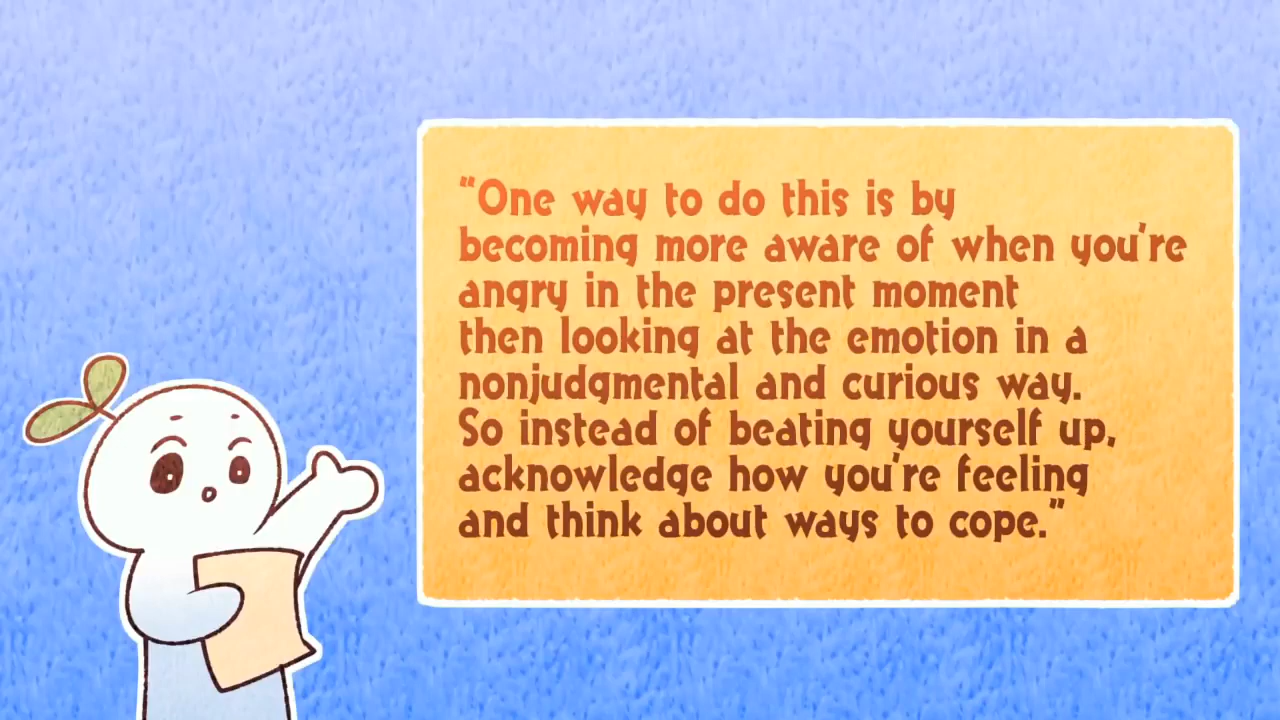 “One way to do this is by
becoming more aware of when you're
angry in the present moment
then looking at the emotion in a
nonjudgmental and curious way.
So instead of beating yourself up,
acknowledge how you're feeling
and think about ways to cope.”